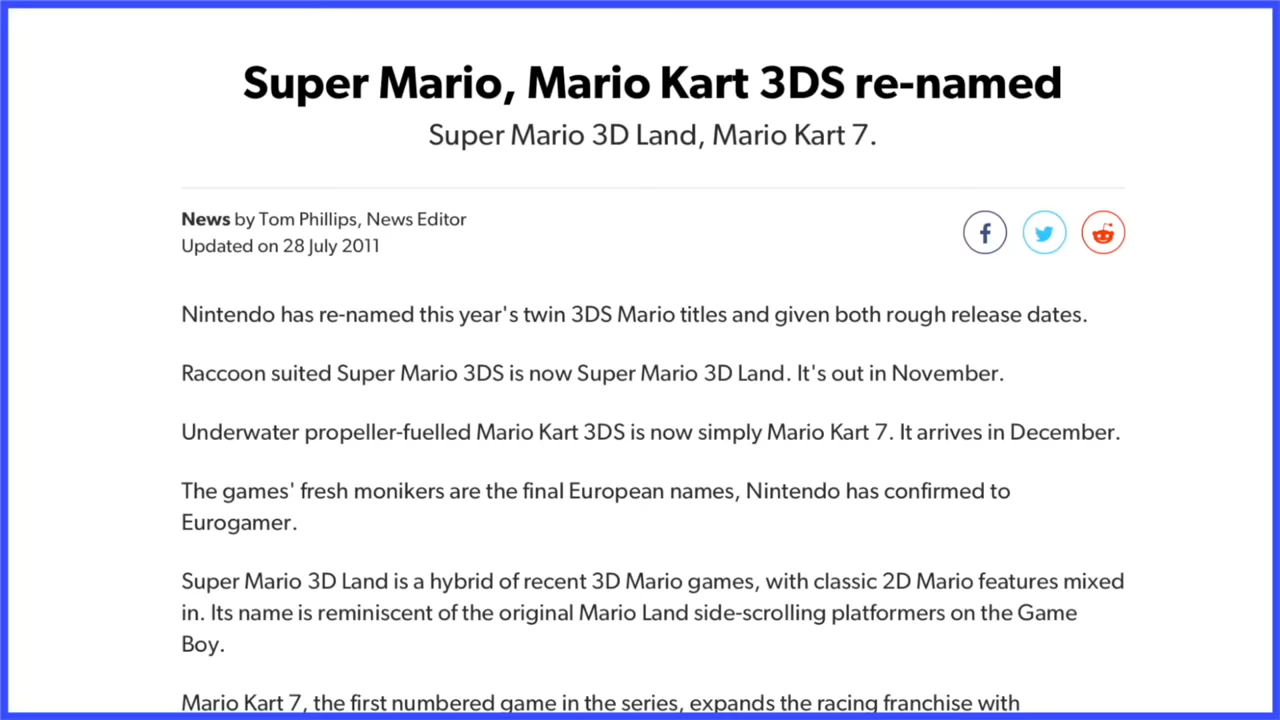 Super Mario, Mario Kart 3DS re-named
Super Mario 3D Land, Mario Kart 7.
News by Tom Phillips, News Editor
Updated on 28 July 2011
Nintendo has re-named this year's twin 3DS Mario titles and given both rough release dates.
Raccoon suited Super Mario 3DS is now Super Mario 3D Land. It's out in November.
Underwater propeller-fuelled Mario Kart 3DS is now simply Mario Kart 7. It arrives in December.
The games' fresh monikers are the final European names, Nintendo has confirmed to
Eurogamer.
Super Mario 3D Land is a hybrid of recent 3D Mario games, with classic 2D Mario features mixed
in. Its name is reminiscent of the original Mario Land side-scrolling platformers on the Game
Boy.
Mario Kart 7, the first numbered game in the series, expands the racing franchise with